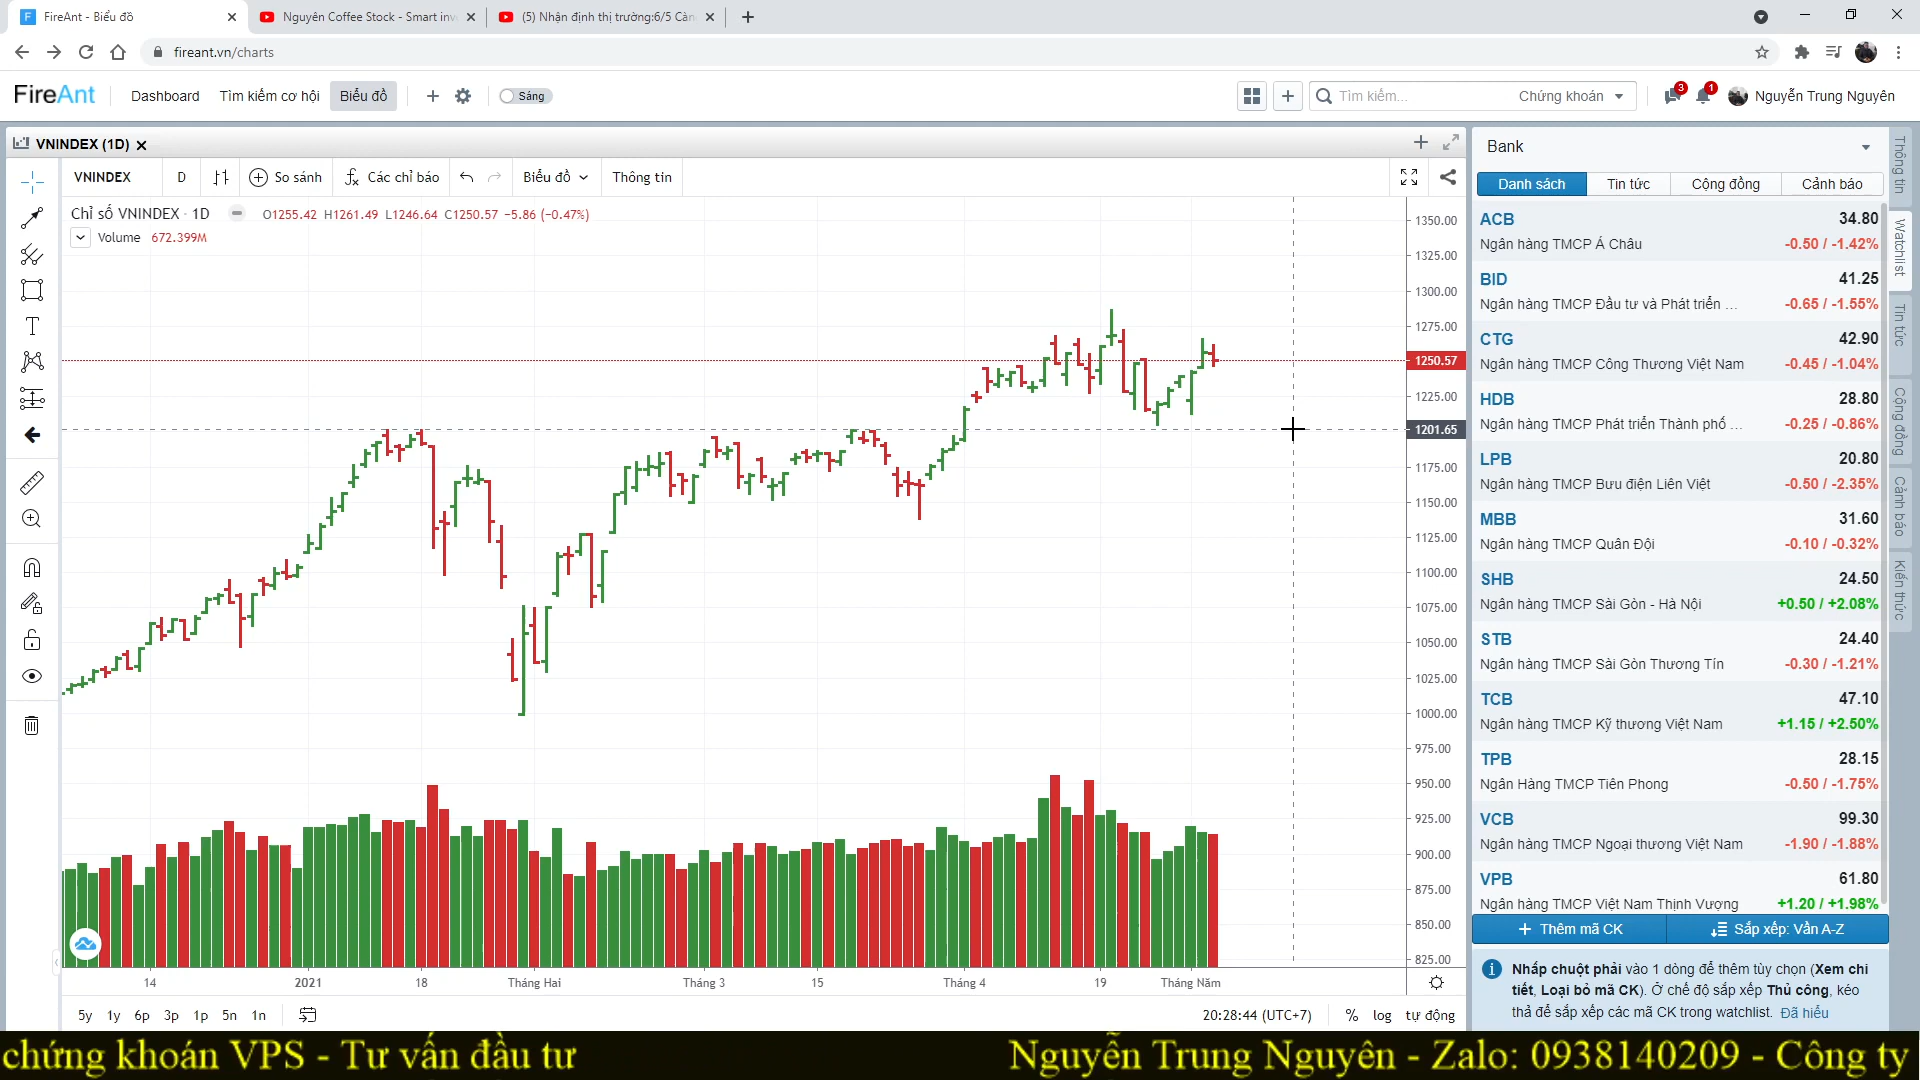 FireAnt - Biểu đồ
Nguyên Coffee Stock - Smart inv
(5) Nhận định thị trường:6/5 Càn
fireant.vn/charts
FireAnt
Dashboard
Tìm kiếm cơ hội
Biểu đồ
Sáng
Tìm kiếm...
Chứng khoán
3
1
Nguyễn Trung Nguyên
VNINDEX (1D)
VNINDEX
D
So sánh
Các chỉ báo
Biểu đồ
Thông tin
Chỉ số VNINDEX · 1D
O1255.42 H1261.49 L1246.64 C1250.57 −5.86 (−0.47%)
Volume 672.399M
1350.00
1325.00
1300.00
1275.00
1250.57
1225.00
1201.65
1175.00
1150.00
1125.00
1100.00
1075.00
1050.00
1025.00
1000.00
975.00
950.00
925.00
900.00
875.00
850.00
825.00
14
2021
18
Tháng Hai
Tháng 3
15
Tháng 4
19
Tháng Năm
5y 1y 6p 3p 1p 5n 1n
20:28:44 (UTC+7)
% log tự động
Bank
Danh sách
Tin tức
Cộng đồng
Cảnh báo
ACB 34.80
Ngân hàng TMCP Á Châu -0.50 / -1.42%
BID 41.25
Ngân hàng TMCP Đầu tư và Phát triển ... -0.65 / -1.55%
CTG 42.90
Ngân hàng TMCP Công Thương Việt Nam -0.45 / -1.04%
HDB 28.80
Ngân hàng TMCP Phát triển Thành phố ... -0.25 / -0.86%
LPB 20.80
Ngân hàng TMCP Bưu điện Liên Việt -0.50 / -2.35%
MBB 31.60
Ngân hàng TMCP Quân Đội -0.10 / -0.32%
SHB 24.50
Ngân hàng TMCP Sài Gòn - Hà Nội +0.50 / +2.08%
STB 24.40
Ngân hàng TMCP Sài Gòn Thương Tín -0.30 / -1.21%
TCB 47.10
Ngân hàng TMCP Kỹ thương Việt Nam +1.15 / +2.50%
TPB 28.15
Ngân Hàng TMCP Tiên Phong -0.50 / -1.75%
VCB 99.30
Ngân hàng TMCP Ngoại thương Việt Nam -1.90 / -1.88%
VPB 61.80
Ngân hàng TMCP Việt Nam Thịnh Vượng +1.20 / +1.98%
Thêm mã CK
Sắp xếp: Vần A-Z
Nhấp chuột phải vào 1 dòng để thêm tùy chọn (Xem chi
tiết, Loại bỏ mã CK). Ở chế độ sắp xếp Thủ công, kéo
thả để sắp xếp các mã CK trong watchlist. Đã hiểu
Thông tin
Watchlist
Tin tức
Cộng đồng
Cảnh báo
Kiến thức
chứng khoán VPS - Tư vấn đầu tư
Nguyễn Trung Nguyên - Zalo: 0938140209 - Công ty